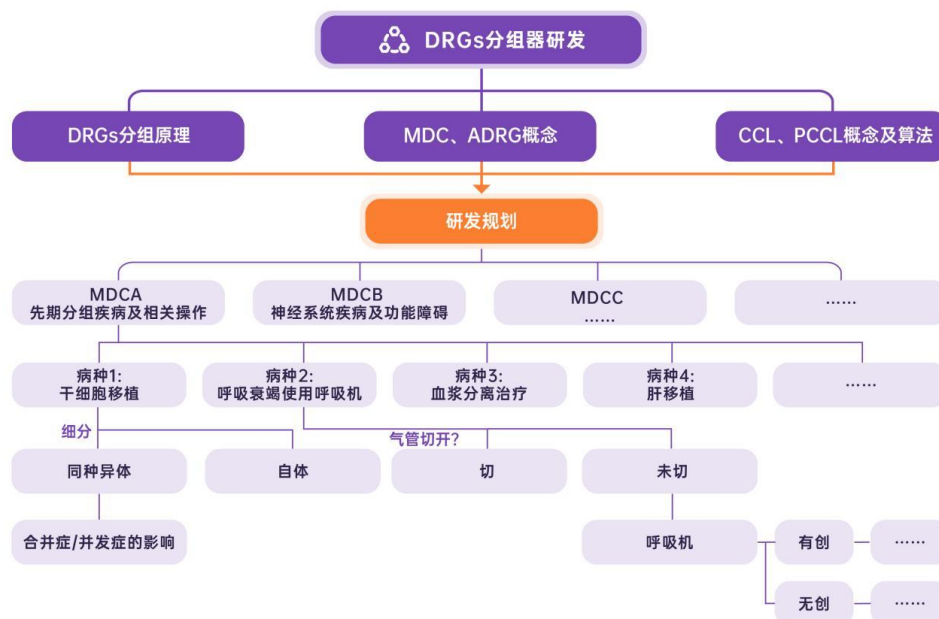 DRGs分组器研发
DRGs分组原理
MDC、ADRG概念
CCL、PCCL概念及算法
研发规划
MDCA
先期分组疾病及相关操作
MDCB
神经系统疾病及功能障碍
MDCC
……
……
病种1:
干细胞移植
病种2:
呼吸衰竭使用呼吸机
病种3:
血浆分离治疗
病种4:
肝移植
……
细分
气管切开?
同种异体
自体
切
未切
合并症/并发症的影响
呼吸机
有创
……
无创
……